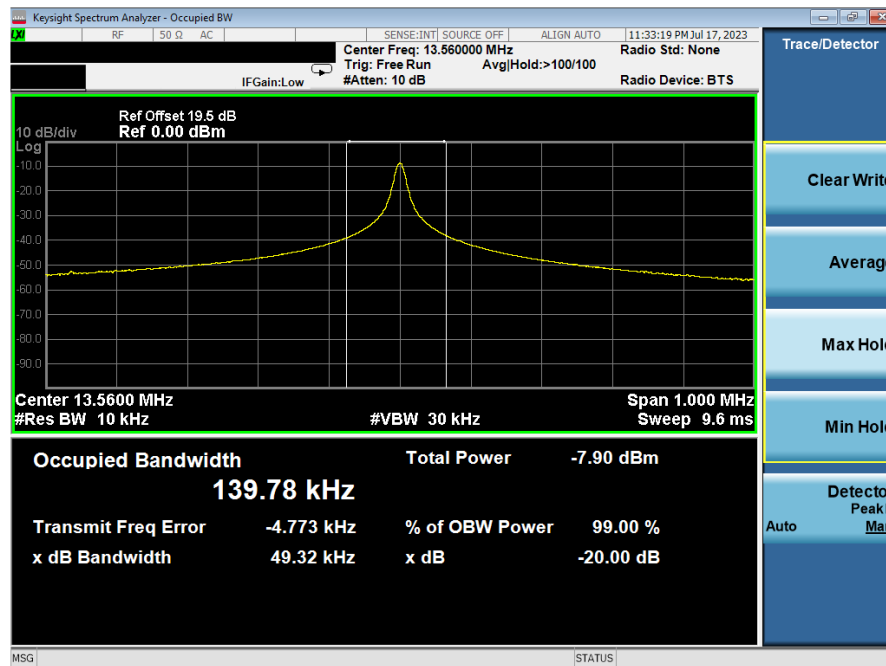 Keysight Spectrum Analyzer - Occupied BW
LXI RF 50 Ω AC SENSE:INT SOURCE OFF ALIGN AUTO 11:33:19 PM Jul 17, 2023
Center Freq: 13.560000 MHz Radio Std: None
Trig: Free Run Avg|Hold:>100/100
IFGain:Low #Atten: 10 dB Radio Device: BTS
Trace/Detector
Ref Offset 19.5 dB
10 dB/div Ref 0.00 dBm
Log
-10.0
-20.0
-30.0
-40.0
-50.0
-60.0
-70.0
-80.0
-90.0
Center 13.5600 MHz Span 1.000 MHz
#Res BW 10 kHz #VBW 30 kHz Sweep 9.6 ms
Occupied Bandwidth Total Power -7.90 dBm
139.78 kHz
Transmit Freq Error -4.773 kHz % of OBW Power 99.00 %
x dB Bandwidth 49.32 kHz x dB -20.00 dB
Clear Write
Average
Max Hold
Min Hold
Detector
Peak
Auto Man
MSG STATUS